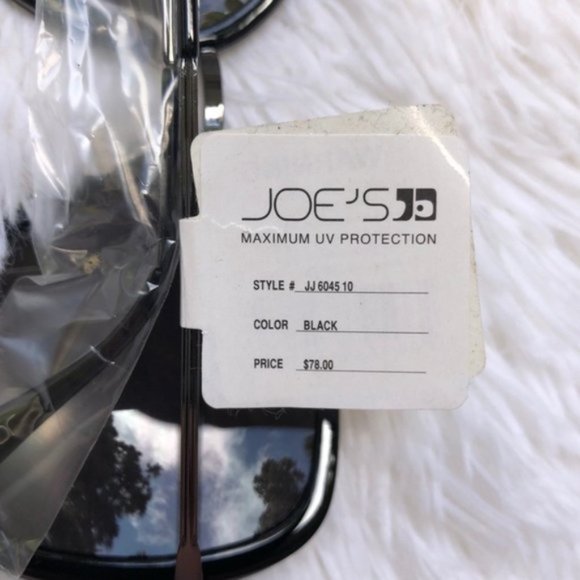 JOE'S
MAXIMUM UV PROTECTION
STYLE # JJ 6045 10
COLOR BLACK
PRICE $78.00